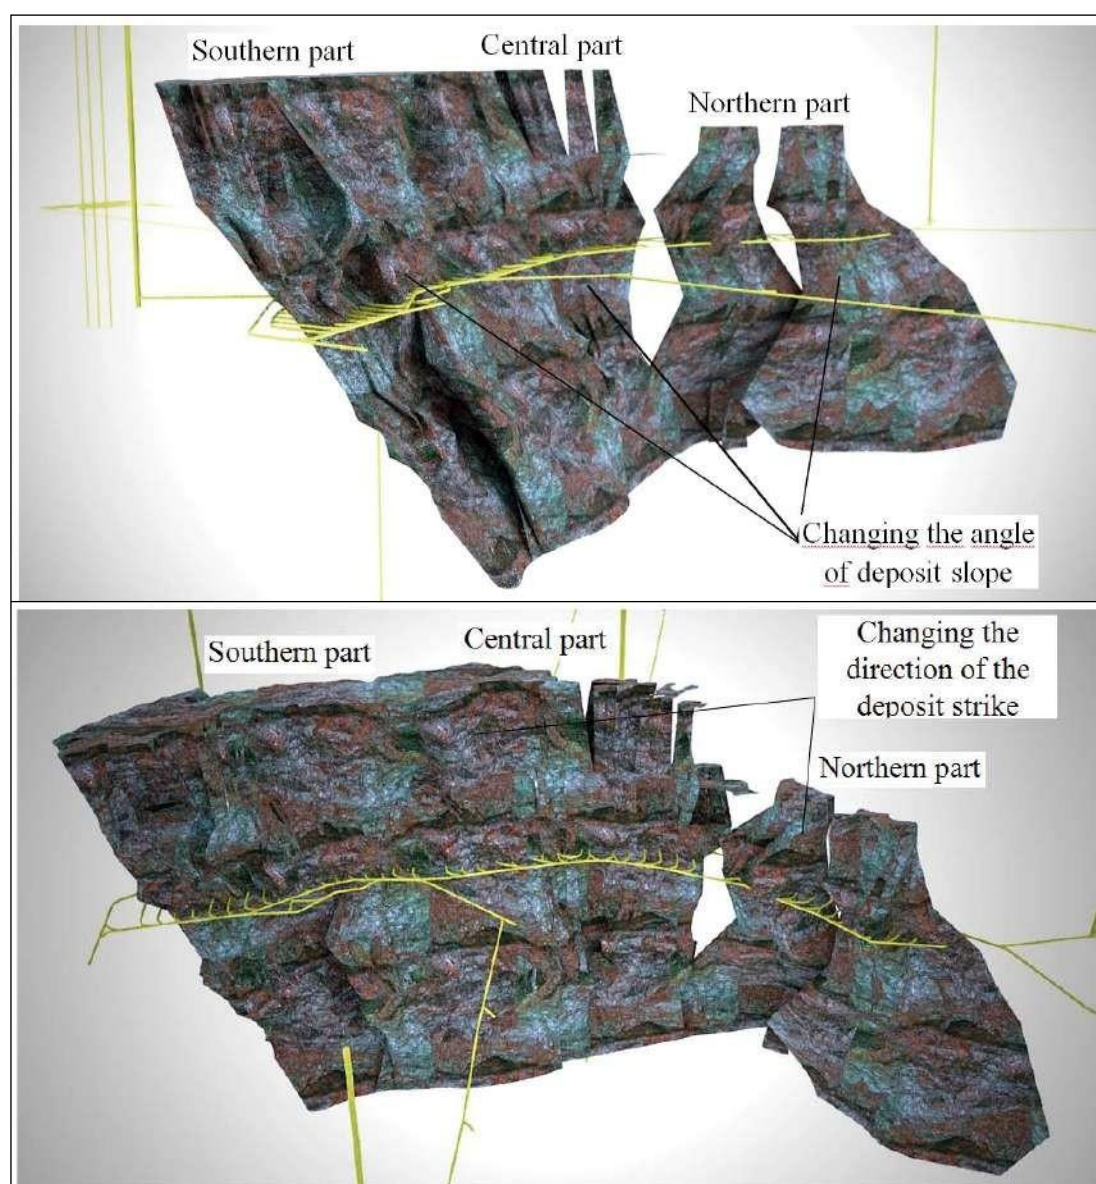 Southern part
Central part
Northern part
Changing the angle
of deposit slope
Southern part
Central part
Changing the
direction of the
deposit strike
Northern part